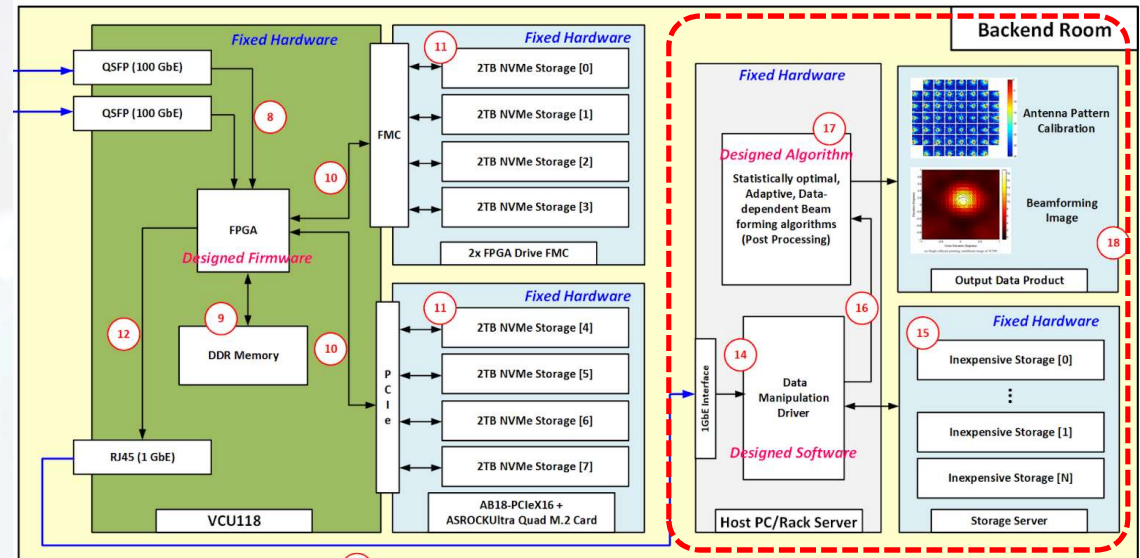 Backend Room
Fixed Hardware
QSFP (100 GbE)
QSFP (100 GbE)
8
FPGA
Designed Firmware
9
DDR Memory
12
10
10
RJ45 (1 GbE)
VCU118
FMC
Fixed Hardware
11
2TB NVMe Storage [0]
2TB NVMe Storage [1]
2TB NVMe Storage [2]
2TB NVMe Storage [3]
2x FPGA Drive FMC
PCIe
Fixed Hardware
11
2TB NVMe Storage [4]
2TB NVMe Storage [5]
2TB NVMe Storage [6]
2TB NVMe Storage [7]
AB18-PCIeX16 +
ASROCKUltra Quad M.2 Card
Fixed Hardware
17
Designed Algorithm
Statistically optimal,
Adaptive, Data-
dependent Beam
forming algorithms
(Post Processing)
16
1GbE Interface
14
Data
Manipulation
Driver
Designed Software
Host PC/Rack Server
Antenna Pattern
Calibration
Beamforming
Image
18
Output Data Product
Fixed Hardware
15
Inexpensive Storage [0]
⋮
Inexpensive Storage [1]
Inexpensive Storage [N]
Storage Server